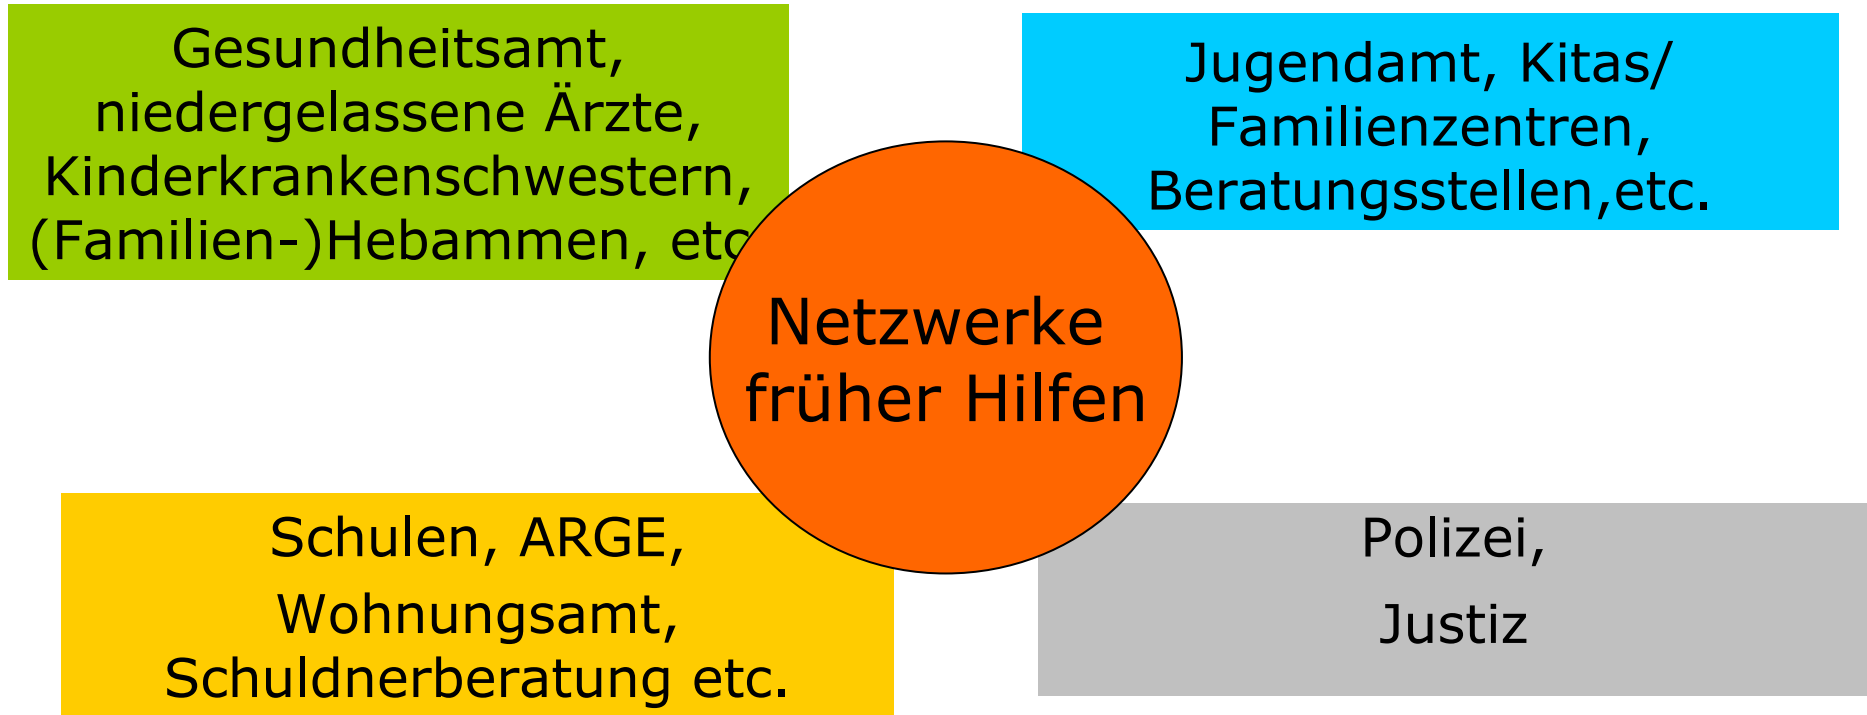 Gesundheitsamt,
niedergelassene Ärzte,
Kinderkrankenschwestern,
(Familien-)Hebammen, etc
Jugendamt, Kitas/
Familienzentren,
Beratungsstellen,etc.
Netzwerke
früher Hilfen
Schulen, ARGE,
Wohnungsamt,
Schuldnerberatung etc.
Polizei,
Justiz